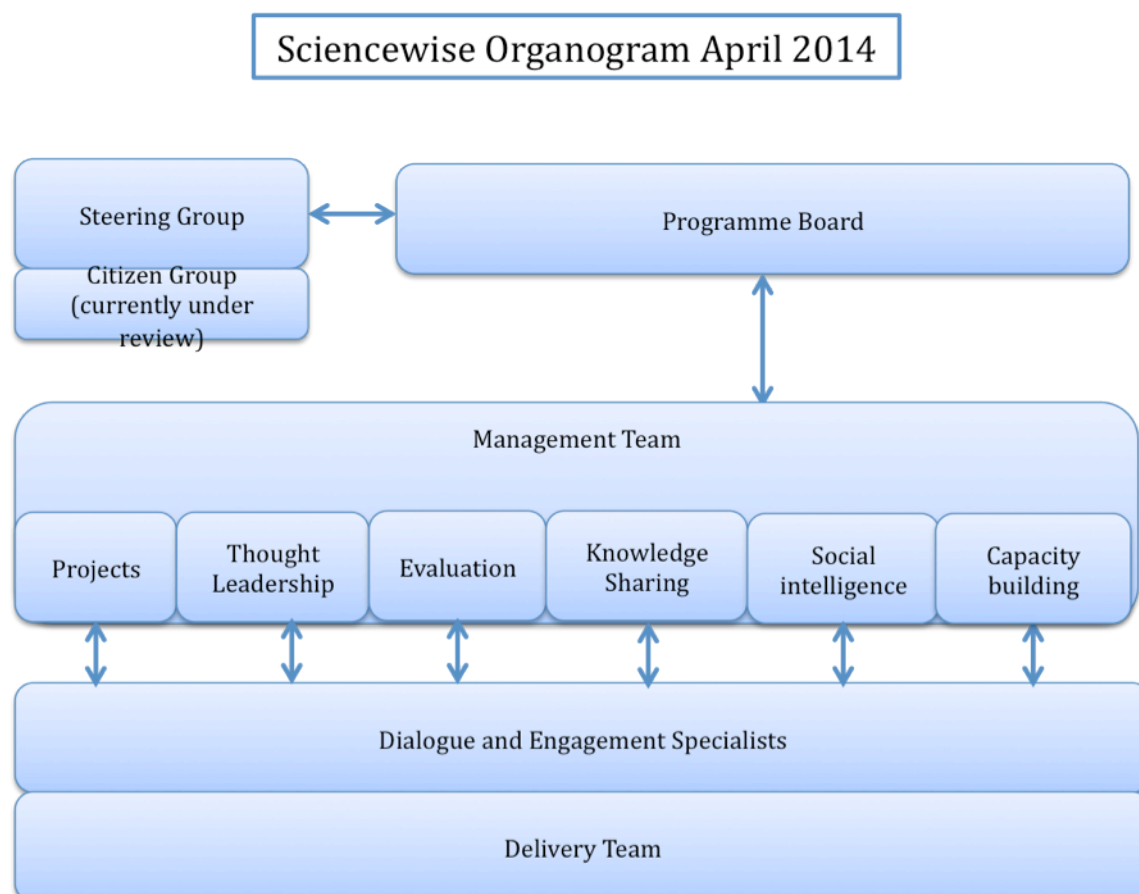 Sciencewise Organogram April 2014
Steering Group
Programme Board
Citizen Group
(currently under
review)
Management Team
Projects
Thought
Leadership
Evaluation
Knowledge
Sharing
Social
intelligence
Capacity
building
Dialogue and Engagement Specialists
Delivery Team